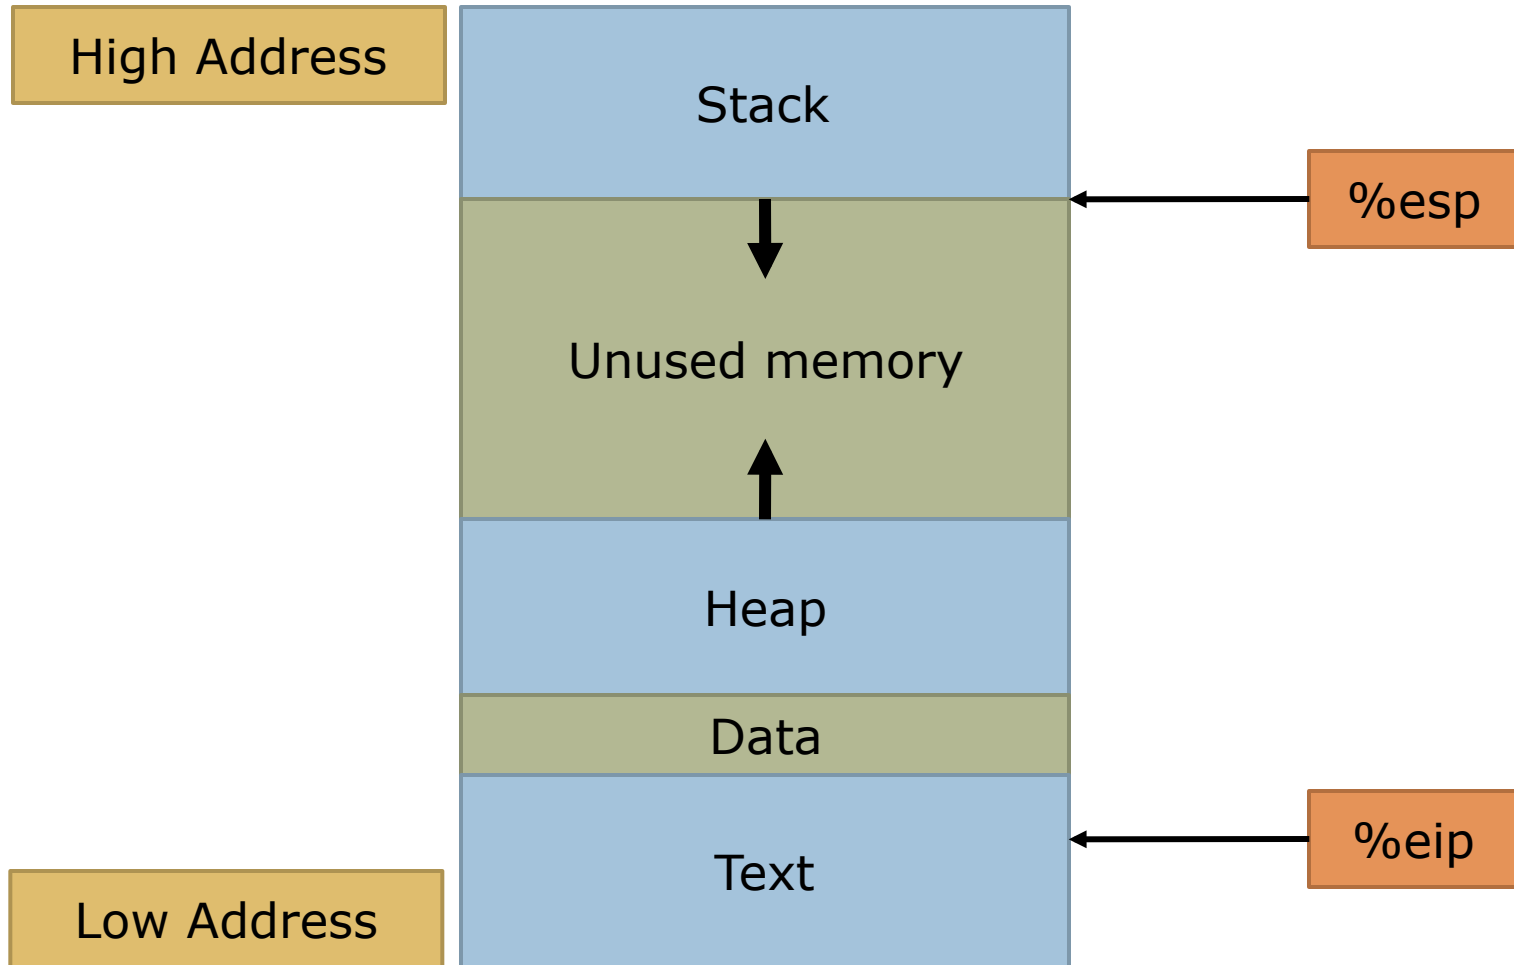 High Address
Stack
%esp
Unused memory
Heap
Data
%eip
Text
Low Address